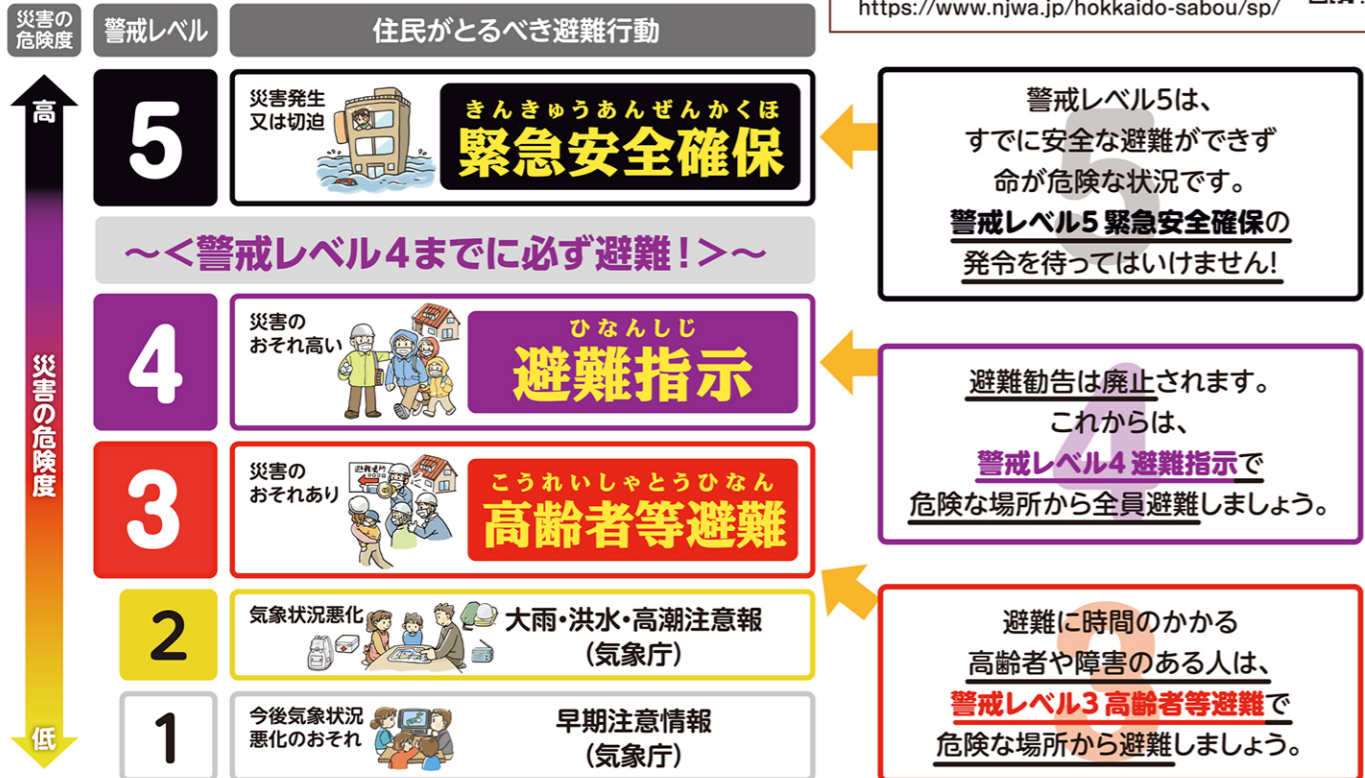 https://www.njwa.jp/hokkaido-sabou/sp/
災害の
危険度
警戒レベル
住民がとるべき避難行動
高
災害の危険度
低
5
災害発生
又は切迫
きんきゅうあんぜんかくほ
緊急安全確保
～<警戒レベル4までに必ず避難!>～
4
災害の
おそれ高い
ひなんしじ
避難指示
3
災害の
おそれあり
避難場所
こうれいしゃとうひなん
高齢者等避難
2
気象状況悪化
大雨・洪水・高潮注意報
(気象庁)
1
今後気象状況
悪化のおそれ
早期注意情報
(気象庁)
5
警戒レベル5は、
すでに安全な避難ができず
命が危険な状況です。
警戒レベル5 緊急安全確保の
発令を待ってはいけません!
4
避難勧告は廃止されます。
これからは、
警戒レベル4 避難指示で
危険な場所から全員避難しましょう。
3
避難に時間のかかる
高齢者や障害のある人は、
警戒レベル3 高齢者等避難で
危険な場所から避難しましょう。